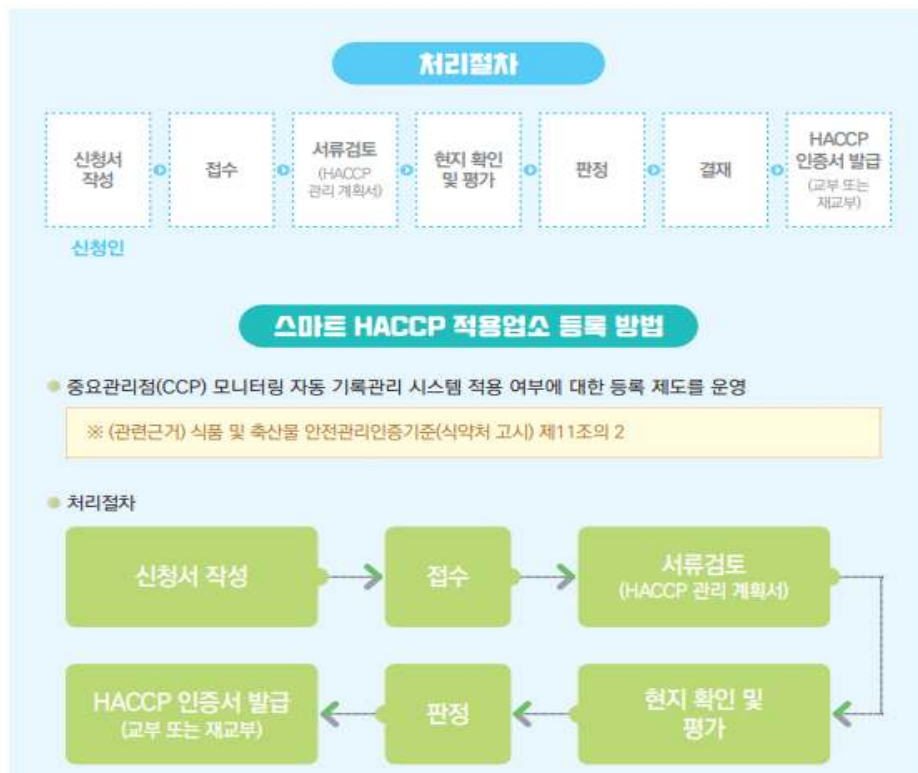 처리절차
신청서
작성
접수
서류검토
(HACCP
관리 계획서)
현지 확인
및 평가
판정
결재
HACCP
인증서 발급
(교부 또는
재교부)
신청인
스마트 HACCP 적용업소 등록 방법
중요관리점(CCP) 모니터링 자동 기록관리 시스템 적용 여부에 대한 등록 제도를 운영
※ (관련근거) 식품 및 축산물 안전관리인증기준(식약처 고시) 제11조의 2
처리절차
신청서 작성
접수
서류검토
(HACCP 관리 계획서)
현지 확인 및
평가
판정
HACCP 인증서 발급
(교부 또는 재교부)